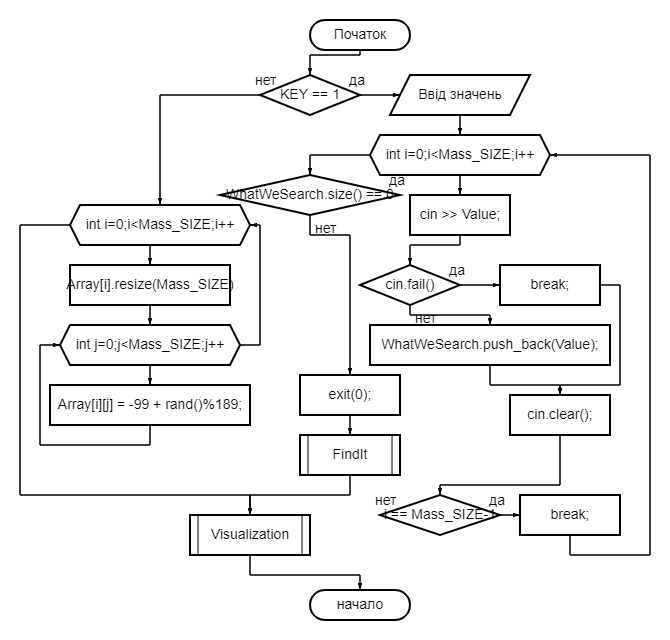 Початок
нет
да
KEY == 1
Ввід значень
int i=0;i<Mass_SIZE;i++
да
WhatWeSearch.size() == 0
нет
cin >> Value;
int i=0;i<Mass_SIZE;i++
cin.fail()
да
break;
нет
Array[i].resize(Mass_SIZE)
int j=0;j<Mass_SIZE;j++
WhatWeSearch.push_back(Value);
exit(0);
Array[i][j] = -99 + rand()%189;
cin.clear();
FindIt
нет
да
i == Mass_SIZE-1
break;
Visualization
начало